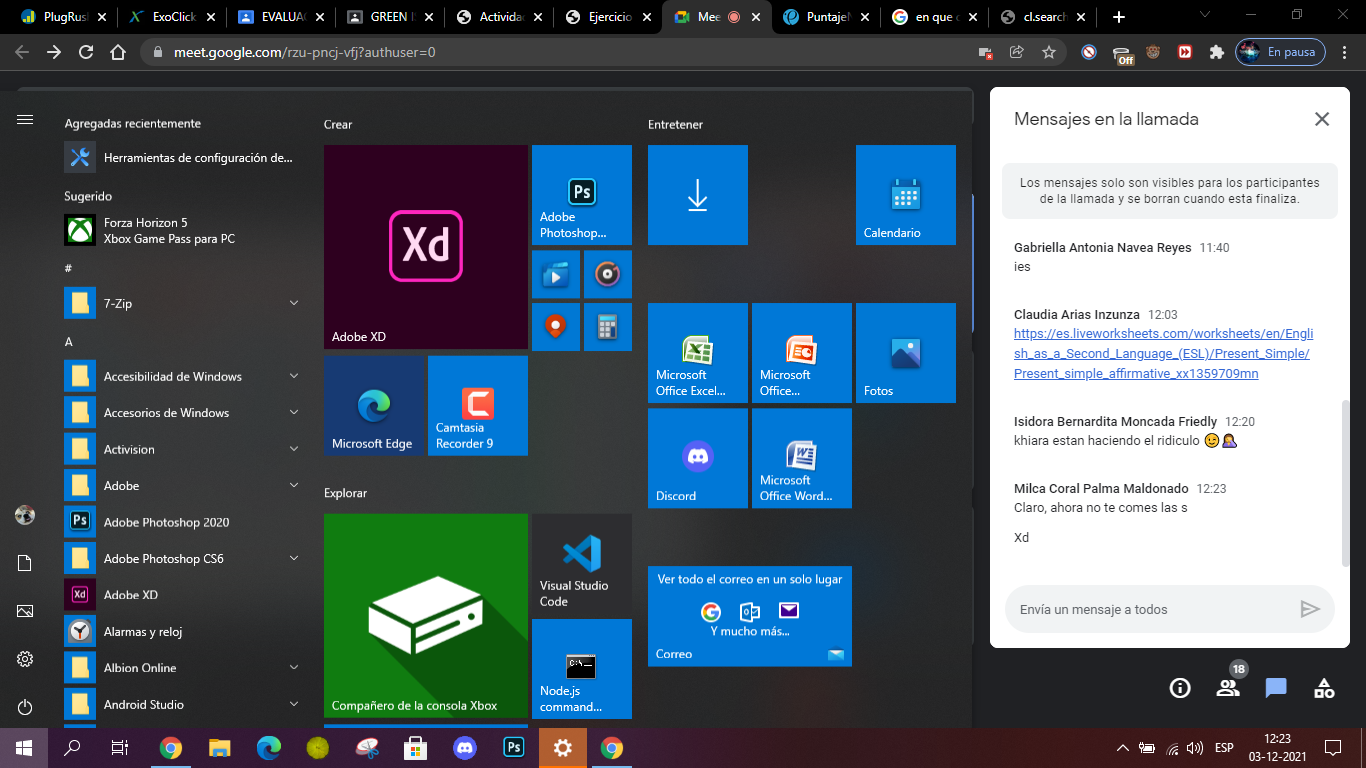 PlugRush
ExoClick
EVALUAC
GREEN I
Actividad
Ejercicio
Mee
PuntajeN
en que c
cl.search
meet.google.com/rzu-pncj-vfj?authuser=0
Off
En pausa
Agregadas recientemente
Herramientas de configuración de...
Sugerido
Forza Horizon 5
Xbox Game Pass para PC
#
7-Zip
A
Accesibilidad de Windows
Accesorios de Windows
Activision
Adobe
Adobe Photoshop 2020
Adobe Photoshop CS6
Adobe XD
Alarmas y reloj
Albion Online
Android Studio
Crear
Xd
Adobe XD
Ps
Adobe
Photoshop...
Microsoft Edge
Camtasia
Recorder 9
Explorar
Compañero de la consola Xbox
Visual Studio
Code
Node.js
command...
Entretener
Calendario
Microsoft
Office Excel...
Microsoft
Office...
Fotos
Discord
Microsoft
Office Word...
Ver todo el correo en un solo lugar
Y mucho más...
Correo
Mensajes en la llamada
Los mensajes solo son visibles para los participantes
de la llamada y se borran cuando esta finaliza.
Gabriella Antonia Navea Reyes 11:40
ies
Claudia Arias Inzunza 12:03
https://es.liveworksheets.com/worksheets/en/Engli
sh_as_a_Second_Language_(ESL)/Present_Simple/
Present_simple_affirmative_xx1359709mn
Isidora Bernardita Moncada Friedly 12:20
khiara estan haciendo el ridiculo 😉🤦‍♀️
Milca Coral Palma Maldonado 12:23
Claro, ahora no te comes las s
Xd
Envía un mensaje a todos
18
Ps
ESP
12:23
03-12-2021